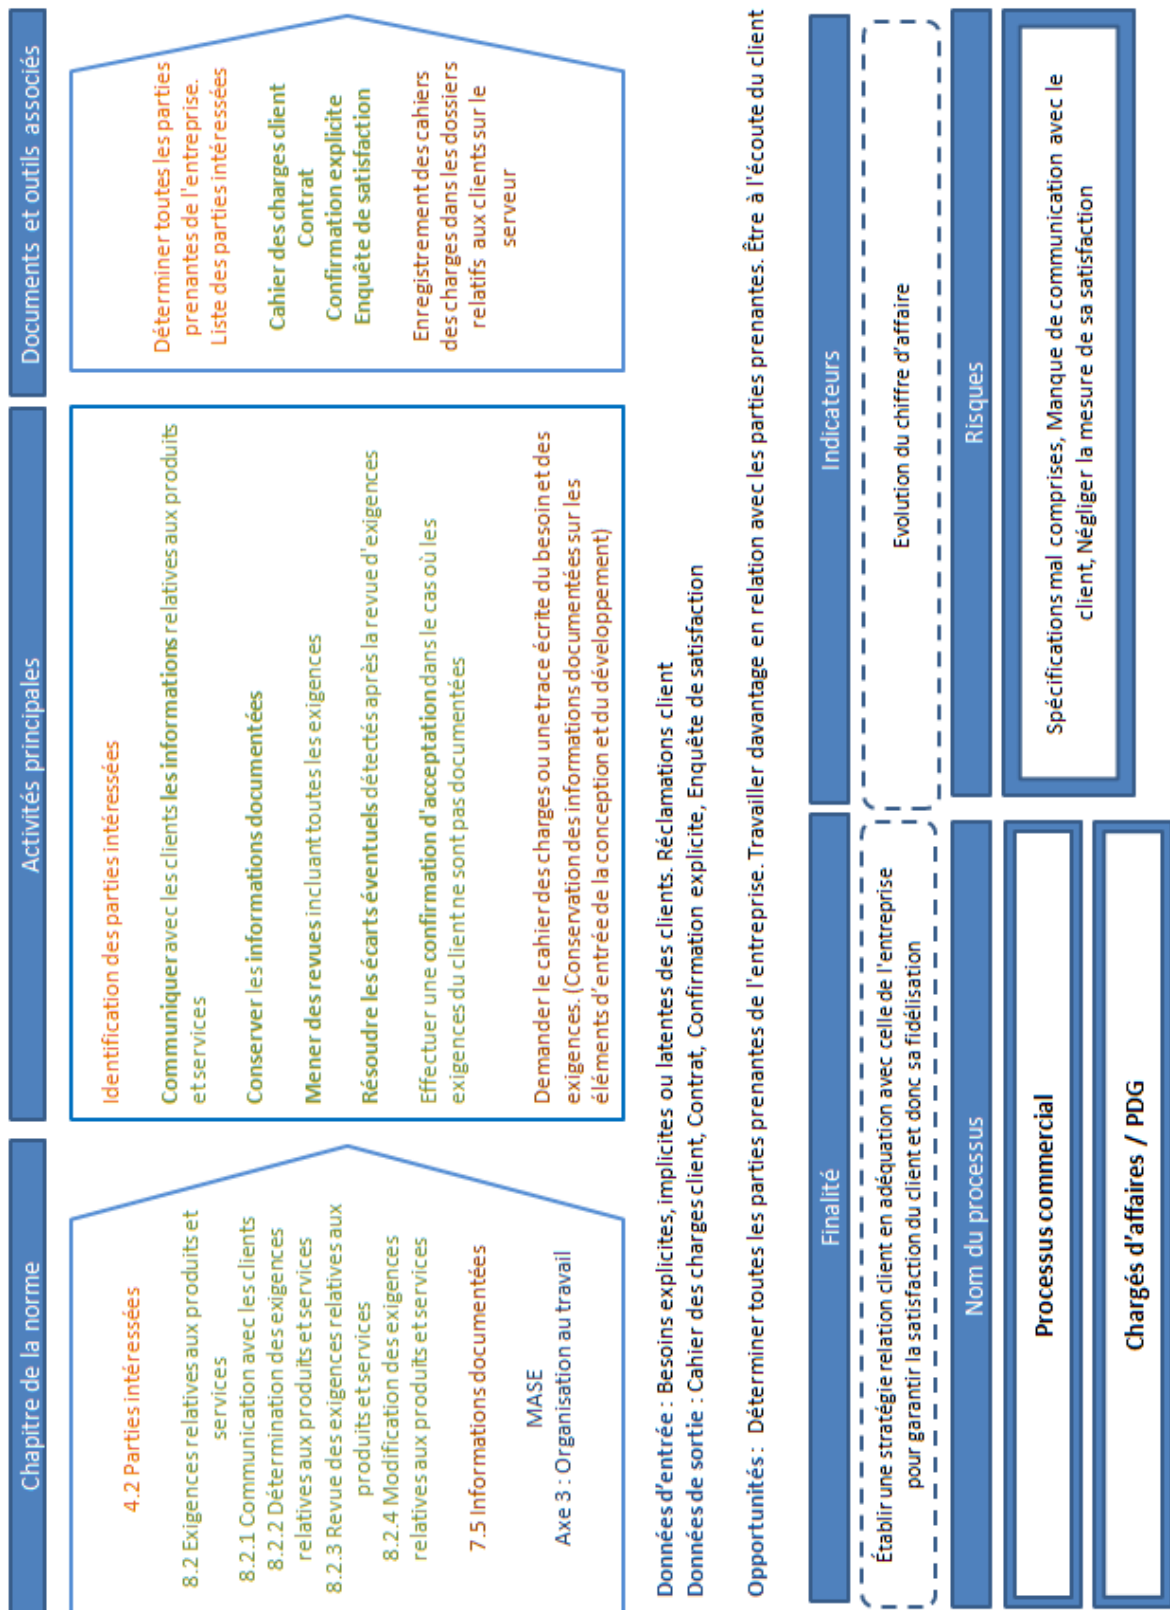 Chapitre de la norme
4.2 Parties intéressées
8.2 Exigences relatives aux produits et
services
8.2.1 Communication avec les clients
8.2.2 Détermination des exigences
relatives aux produits et services
8.2.3 Revue des exigences relatives aux
produits et services
8.2.4 Modification des exigences
relatives aux produits et services
7.5 Informations documentées
MASE
Axe 3 : Organisation au travail
Activités principales
Identification des parties intéressées
Communiquer avec les clients les informations relatives aux produits
et services
Conserver les informations documentées
Mener des revues incluant toutes les exigences
Résoudre les écarts éventuels détectés après la revue d'exigences
Effectuer une confirmation d'acceptation dans le cas où les
exigences du client ne sont pas documentées
Demander le cahier des charges ou une trace écrite du besoin et des
exigences. (Conservation des informations documentées sur les
éléments d'entrée de la conception et du développement)
Documents et outils associés
Déterminer toutes les parties
prenantes de l'entreprise.
Liste des parties intéressées
Cahier des charges client
Contrat
Confirmation explicite
Enquête de satisfaction
Enregistrement des cahiers
des charges dans les dossiers
relatifs aux clients sur le
serveur
Données d'entrée : Besoins explicites, implicites ou latentes des clients. Réclamations client
Données de sortie : Cahier des charges client, Contrat, Confirmation explicite, Enquête de satisfaction
Opportunités : Déterminer toutes les parties prenantes de l'entreprise. Travailler davantage en relation avec les parties prenantes. Être à l'écoute du client
Finalité
Établir une stratégie relation client en adéquation avec celle de l'entreprise
pour garantir la satisfaction du client et donc sa fidélisation
Indicateurs
Evolution du chiffre d'affaire
Nom du processus
Processus commercial
Chargés d'affaires / PDG
Risques
Spécifications mal comprises, Manque de communication avec le
client, Négliger la mesure de sa satisfaction